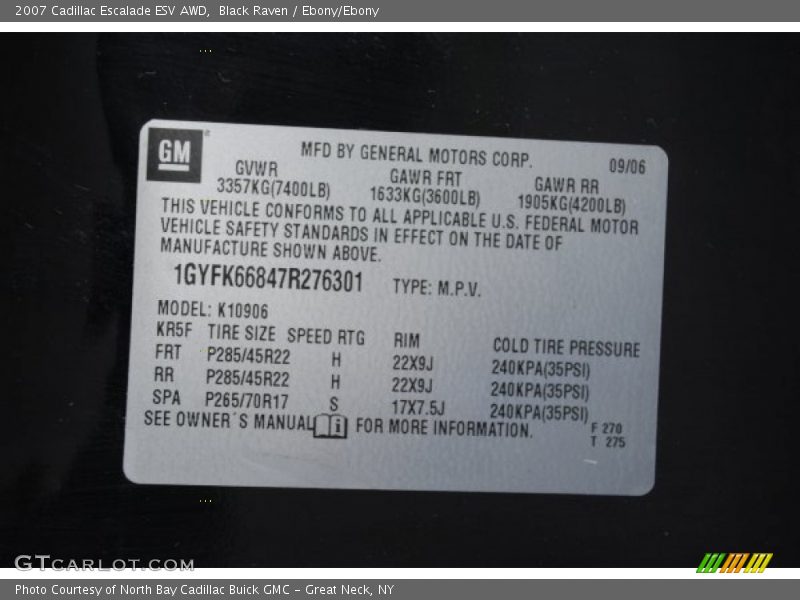 2007 Cadillac Escalade ESV AWD, Black Raven / Ebony/Ebony
GM
MFD BY GENERAL MOTORS CORP. 09/06
GVWR GAWR FRT GAWR RR
3357KG(7400LB) 1633KG(3600LB) 1905KG(4200LB)
THIS VEHICLE CONFORMS TO ALL APPLICABLE U.S. FEDERAL MOTOR
VEHICLE SAFETY STANDARDS IN EFFECT ON THE DATE OF
MANUFACTURE SHOWN ABOVE.
1GYFK66847R276301 TYPE: M.P.V.
MODEL: K10906
KR5F TIRE SIZE SPEED RTG RIM COLD TIRE PRESSURE
FRT P285/45R22 H 22X9J 240KPA(35PSI)
RR P285/45R22 H 22X9J 240KPA(35PSI)
SPA P265/70R17 S 17X7.5J 240KPA(35PSI)
SEE OWNER´S MANUAL FOR MORE INFORMATION.
F 270
T 275
GTCARLOT.COM
Photo Courtesy of North Bay Cadillac Buick GMC - Great Neck, NY